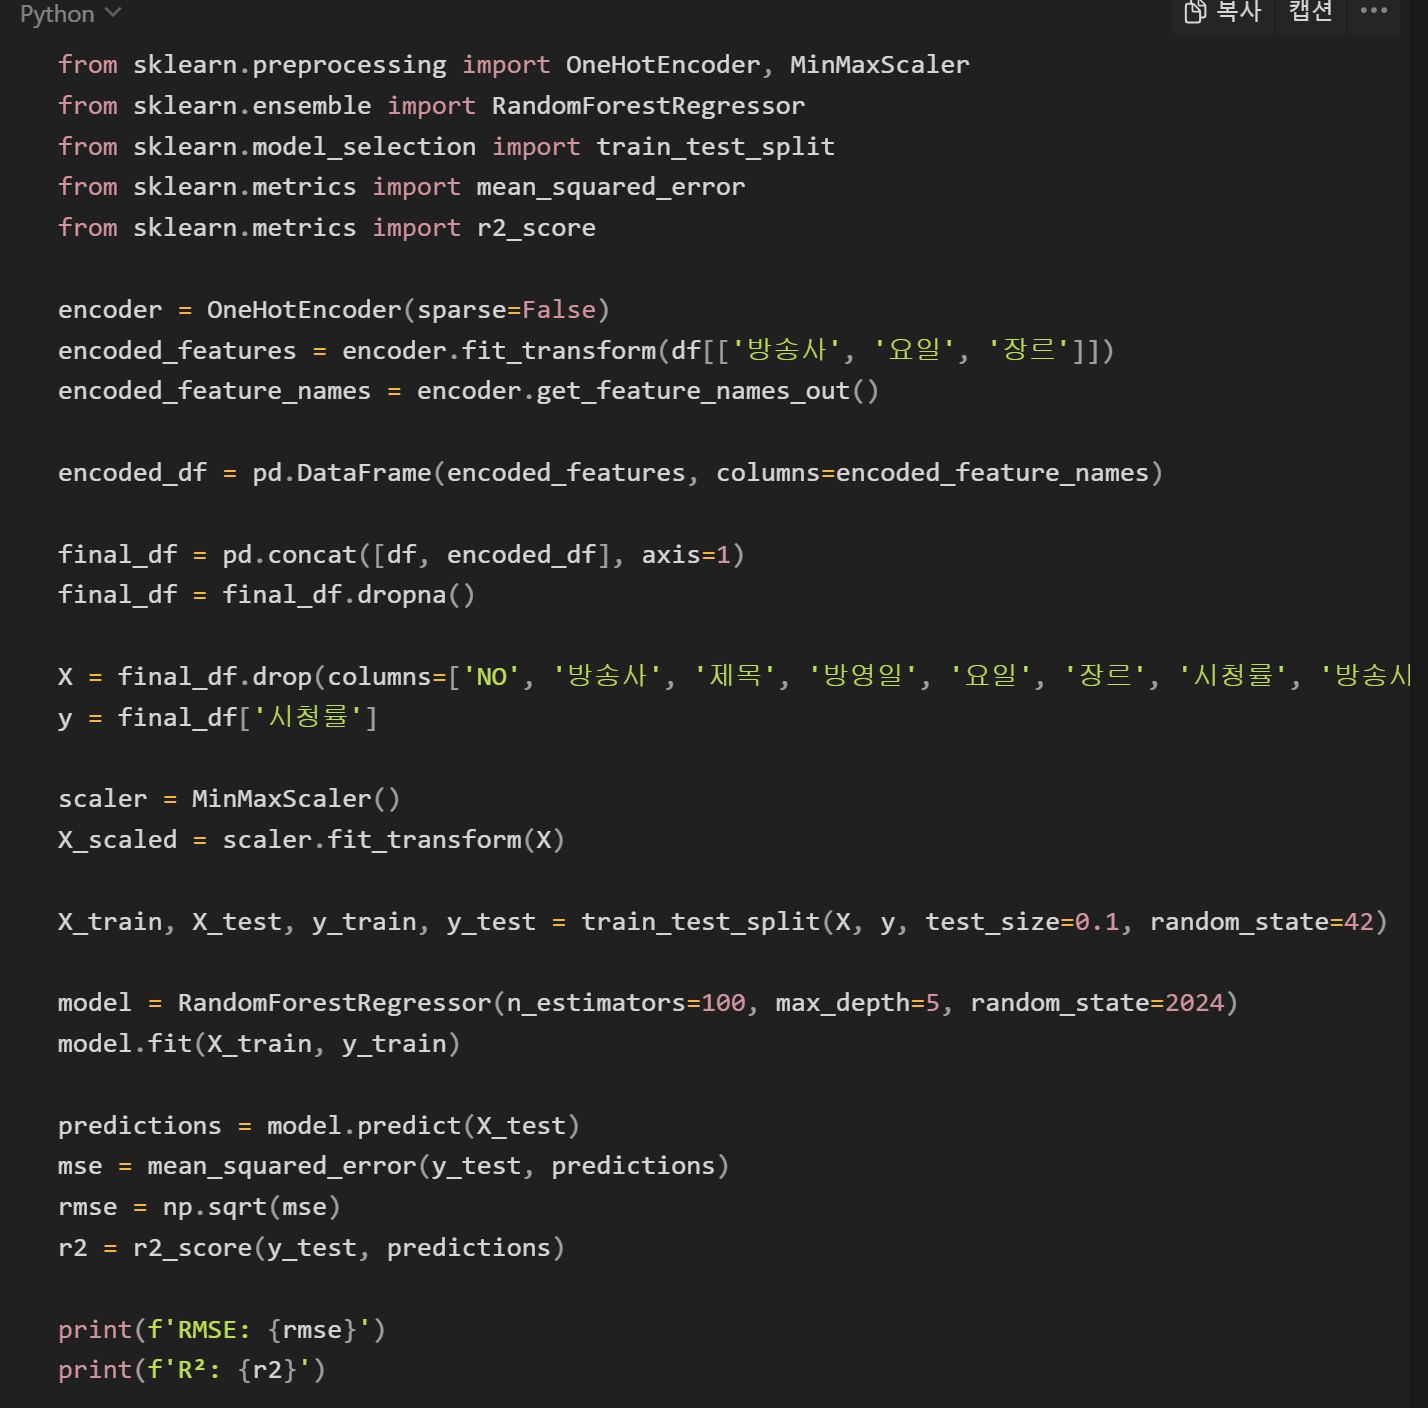 Python
복사 캡션
from sklearn.preprocessing import OneHotEncoder, MinMaxScaler
from sklearn.ensemble import RandomForestRegressor
from sklearn.model_selection import train_test_split
from sklearn.metrics import mean_squared_error
from sklearn.metrics import r2_score
encoder = OneHotEncoder(sparse=False)
encoded_features = encoder.fit_transform(df[['방송사', '요일', '장르']])
encoded_feature_names = encoder.get_feature_names_out()
encoded_df = pd.DataFrame(encoded_features, columns=encoded_feature_names)
final_df = pd.concat([df, encoded_df], axis=1)
final_df = final_df.dropna()
X = final_df.drop(columns=['NO', '방송사', '제목', '방영일', '요일', '장르', '시청률', '방송사
y = final_df['시청률']
scaler = MinMaxScaler()
X_scaled = scaler.fit_transform(X)
X_train, X_test, y_train, y_test = train_test_split(X, y, test_size=0.1, random_state=42)
model = RandomForestRegressor(n_estimators=100, max_depth=5, random_state=2024)
model.fit(X_train, y_train)
predictions = model.predict(X_test)
mse = mean_squared_error(y_test, predictions)
rmse = np.sqrt(mse)
r2 = r2_score(y_test, predictions)
print(f'RMSE: {rmse}')
print(f'R²: {r2}')